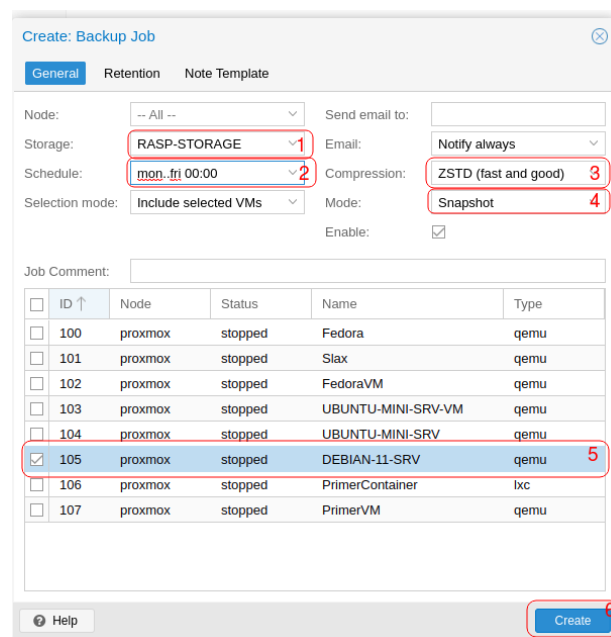 Create: Backup Job
General Retention Note Template
Node: -- All -- Send email to:
Storage: RASP-STORAGE 1 Email: Notify always
Schedule: mon..fri 00:00 2 Compression: ZSTD (fast and good) 3
Selection mode: Include selected VMs Mode: Snapshot 4
Enable:
Job Comment:
ID ↑ Node Status Name Type
100 proxmox stopped Fedora qemu
101 proxmox stopped Slax qemu
102 proxmox stopped FedoraVM qemu
103 proxmox stopped UBUNTU-MINI-SRV-VM qemu
104 proxmox stopped UBUNTU-MINI-SRV qemu
105 proxmox stopped DEBIAN-11-SRV qemu 5
106 proxmox stopped PrimerContainer lxc
107 proxmox stopped PrimerVM qemu
Help Create 6